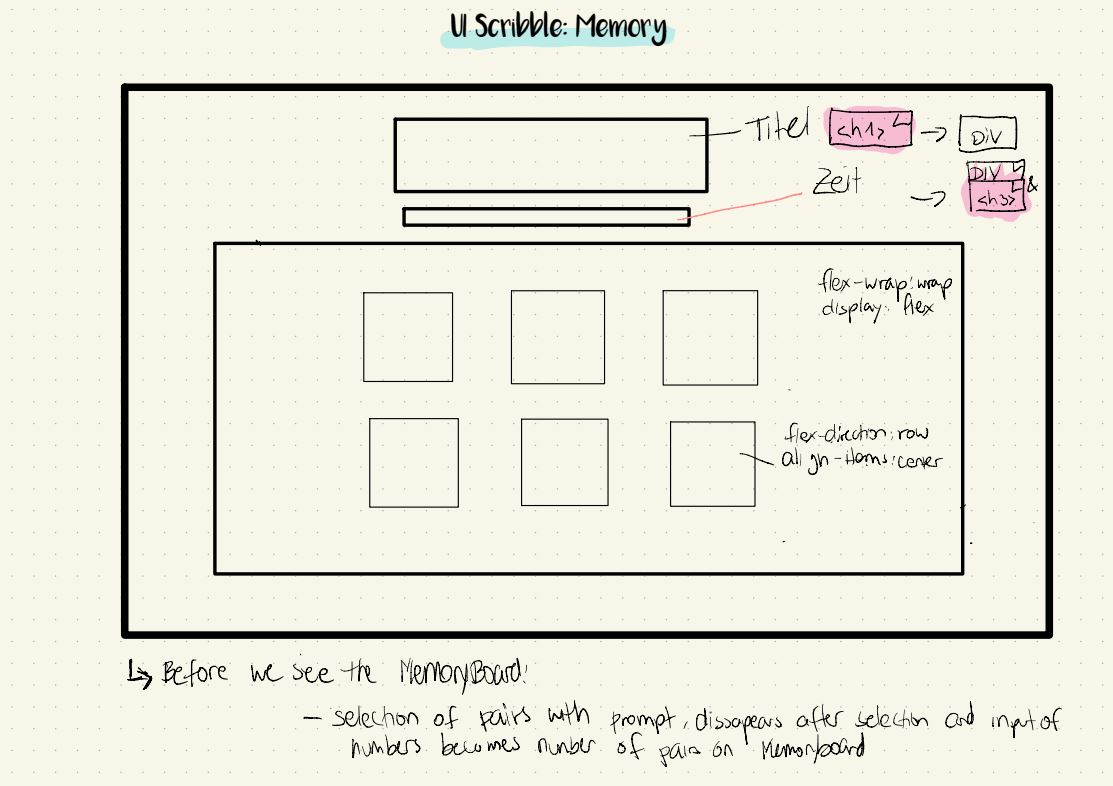 UI Scribble: Memory
Titel <h1> → DIV
Zeit → DIV & <h3>
flex-wrap: wrap
display: flex
flex-direction: row
align-items: center
↳ Before we see the MemoryBoard:
- selection of pairs with prompt, dissapears after selection and input of
numbers becomes number of pairs on Memoryboard